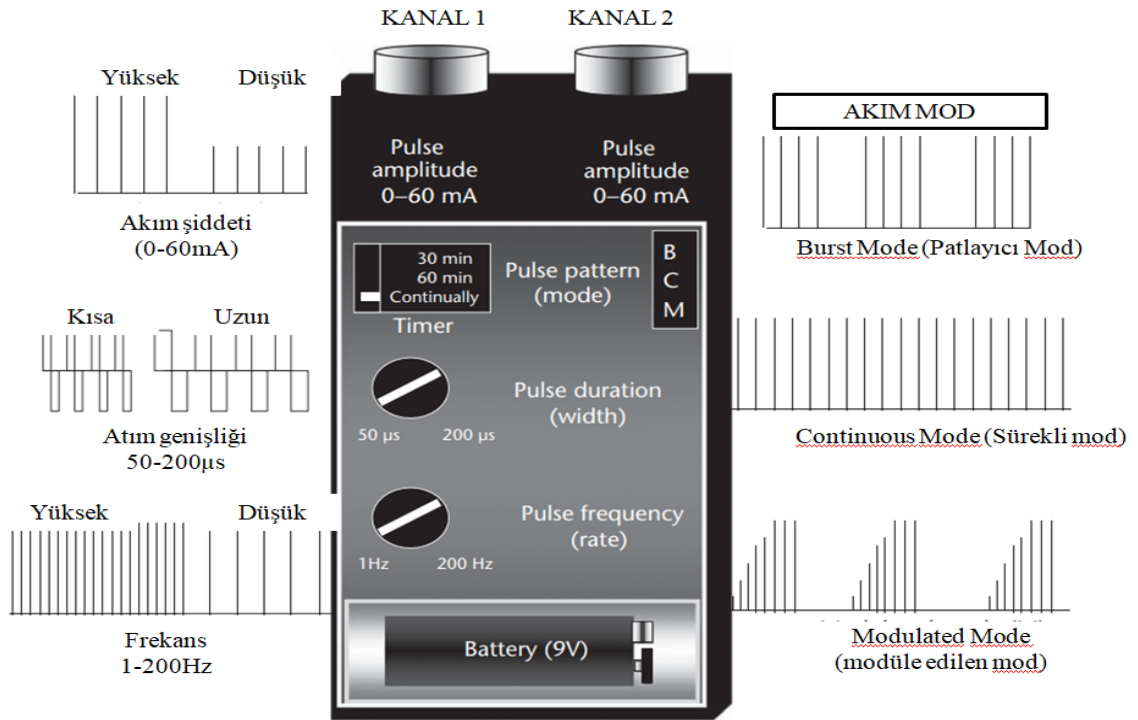 KANAL 1
KANAL 2
Yüksek
Düşük
Akım şiddeti
(0-60mA)
Kısa
Uzun
Atım genişliği
50-200µs
Yüksek
Düşük
Frekans
1-200Hz
Pulse
amplitude
0–60 mA
Pulse
amplitude
0–60 mA
30 min
60 min
Continually
Timer
Pulse pattern
(mode)
B
C
M
Pulse duration
(width)
50 µs
200 µs
Pulse frequency
(rate)
1Hz
200 Hz
Battery (9V)
AKIM MOD
Burst Mode (Patlayıcı Mod)
Continuous Mode (Sürekli mod)
Modulated Mode
(modüle edilen mod)